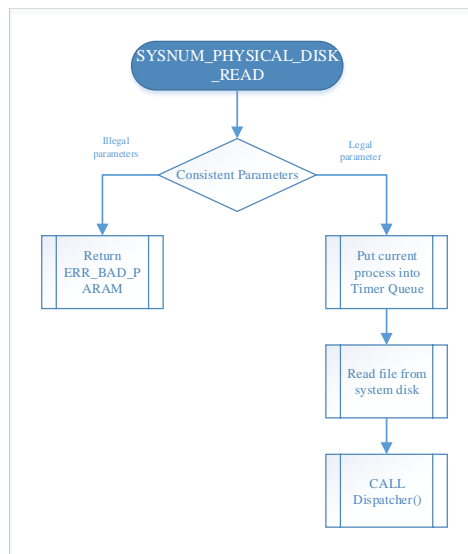 SYSNUM_PHYSICAL_DISK
_READ
Illegal
parameters
Legal
parameter
Consistent Parameters
Return
ERR_BAD_P
ARAM
Put current
process into
Timer Queue
Read file from
system disk
CALL
Dispatcher()